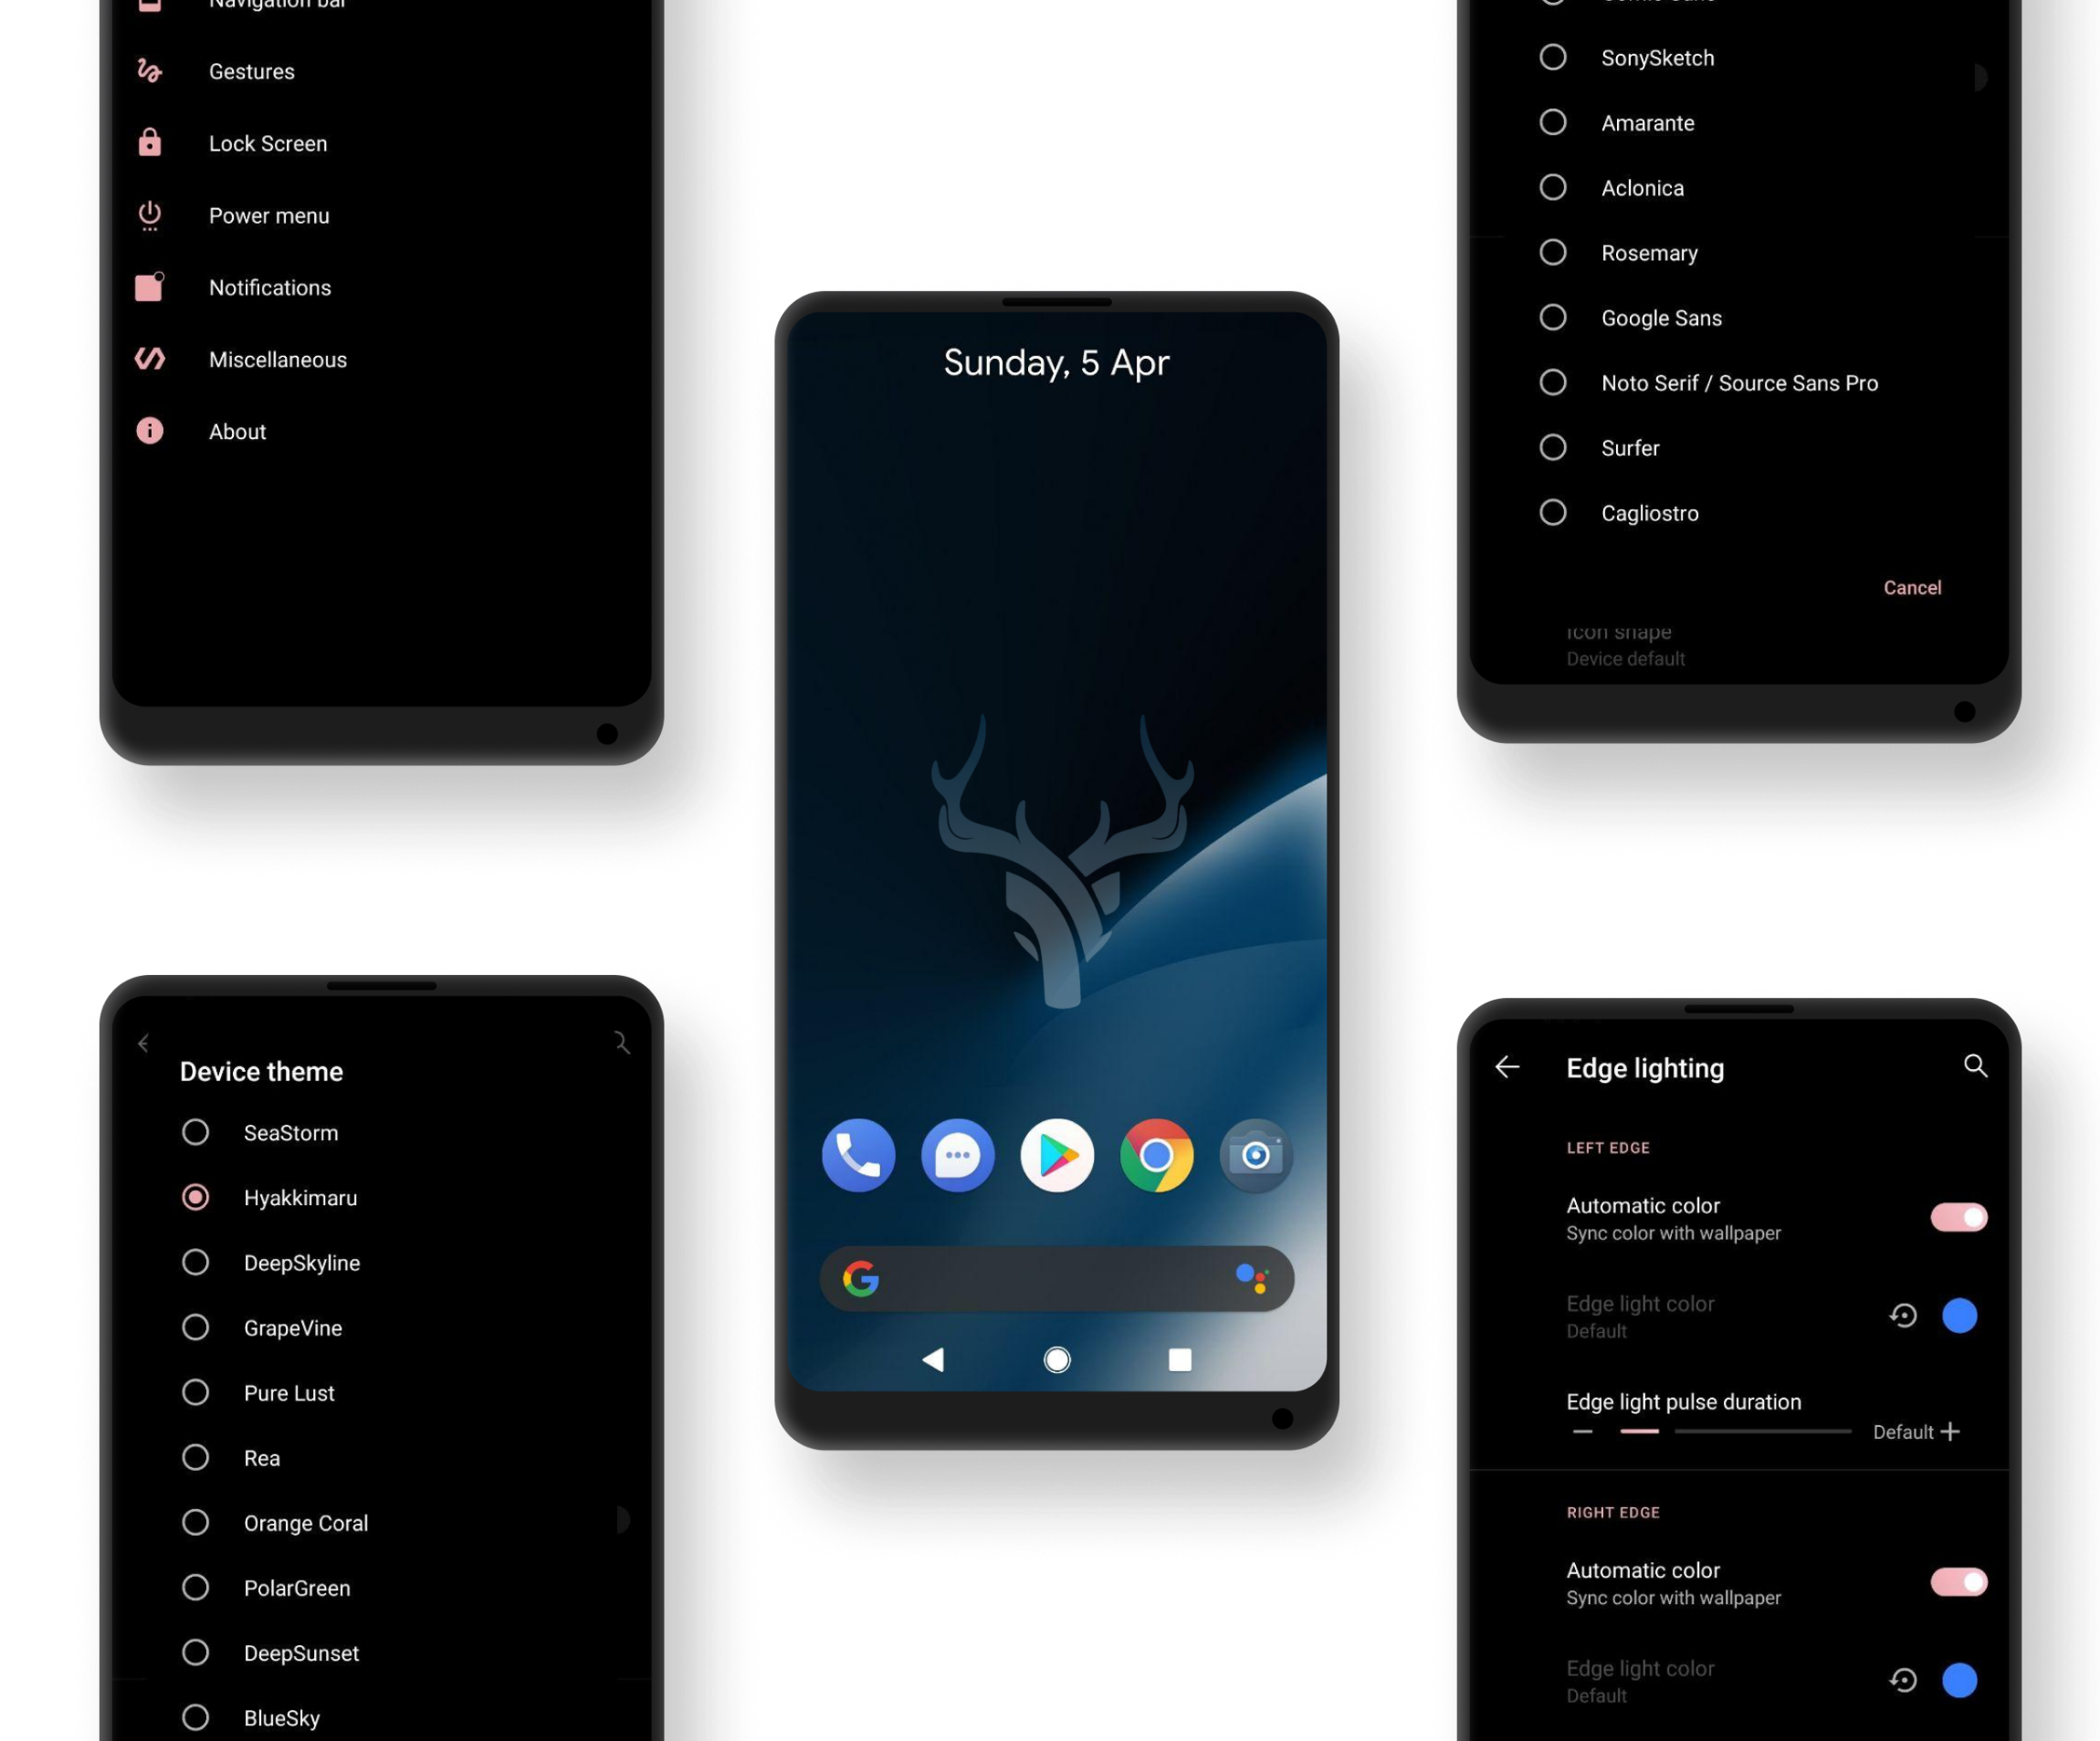 Navigation bar
Gestures
Lock Screen
Power menu
Notifications
Miscellaneous
About
SonySketch
Amarante
Aclonica
Rosemary
Google Sans
Noto Serif / Source Sans Pro
Surfer
Cagliostro
Cancel
Icon shape
Device default
Sunday, 5 Apr
Device theme
SeaStorm
Hyakkimaru
DeepSkyline
GrapeVine
Pure Lust
Rea
Orange Coral
PolarGreen
DeepSunset
BlueSky
Edge lighting
LEFT EDGE
Automatic color
Sync color with wallpaper
Edge light color
Default
Edge light pulse duration
Default
RIGHT EDGE
Automatic color
Sync color with wallpaper
Edge light color
Default